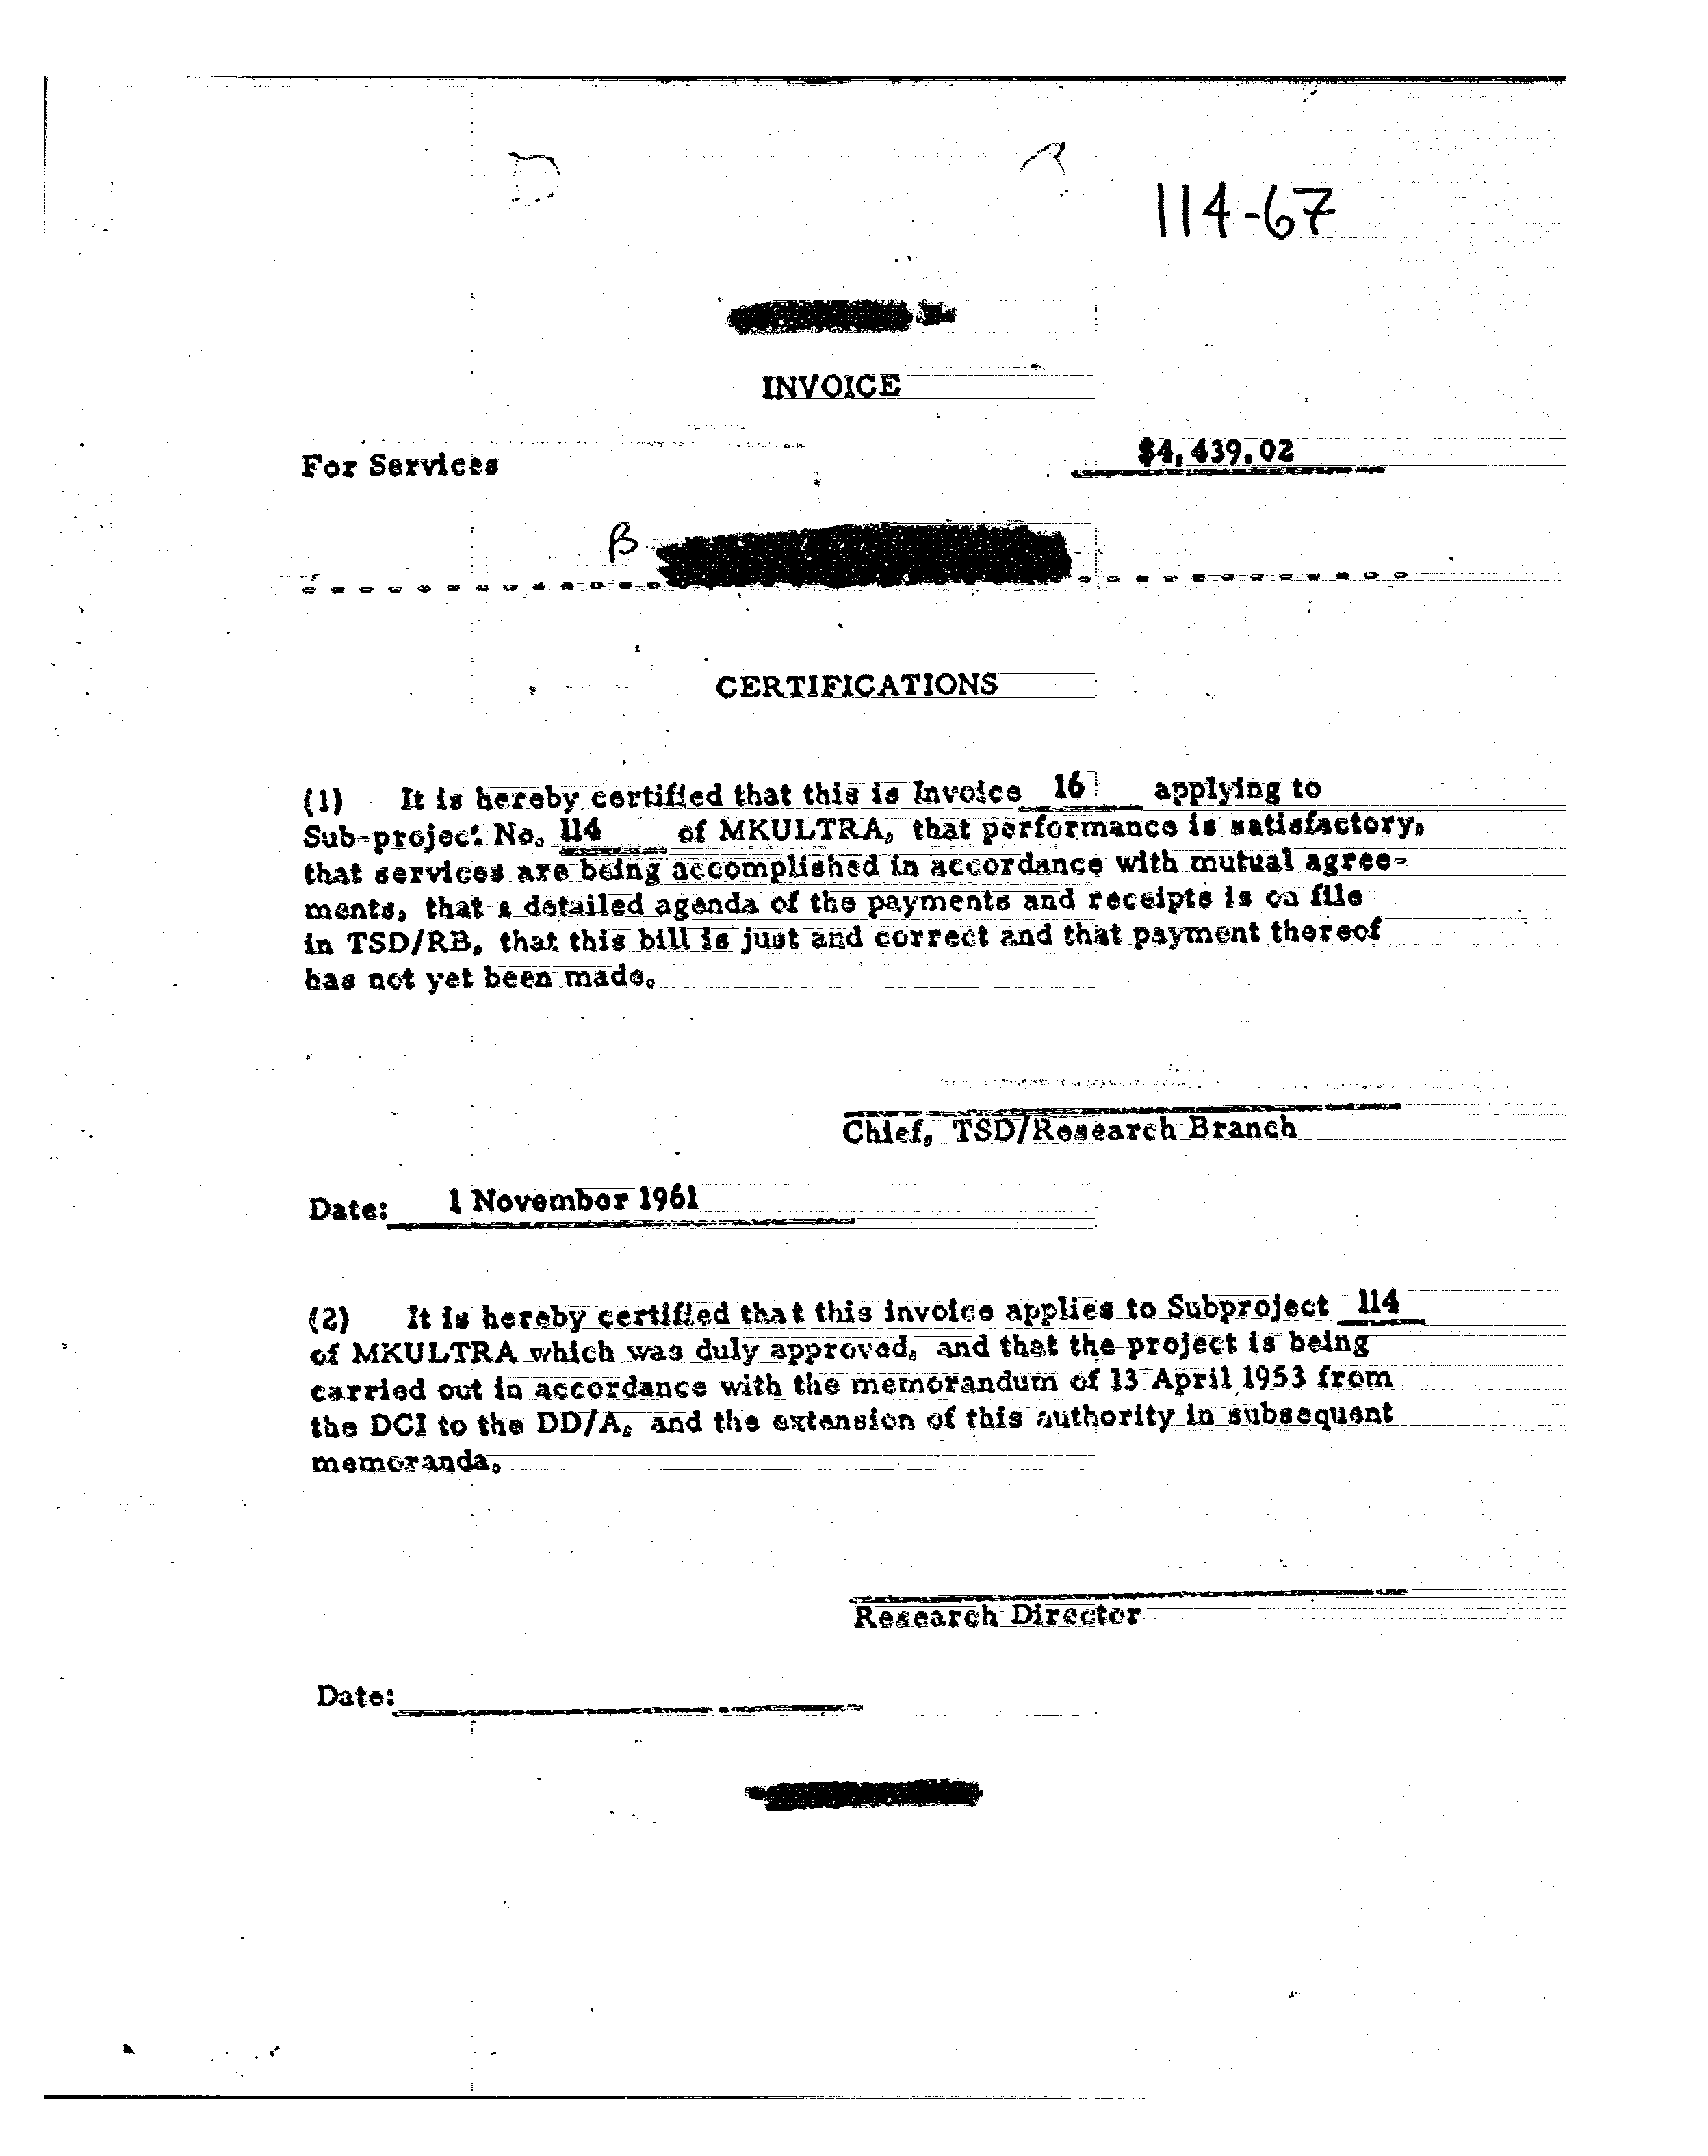 114-67
INVOICE
For Services $4,439.02
B
CERTIFICATIONS
(1) It is hereby certified that this is Invoice 16 applying to
Sub-project No. 114 of MKULTRA, that performance is satisfactory,
that services are being accomplished in accordance with mutual agree-
ments, that a detailed agenda of the payments and receipts is on file
in TSD/RB, that this bill is just and correct and that payment thereof
has not yet been made.
Chief, TSD/Research Branch
Date: 1 November 1961
(2) It is hereby certified that this invoice applies to Subproject 114
of MKULTRA which was duly approved, and that the project is being
carried out in accordance with the memorandum of 13 April 1953 from
the DCI to the DD/A, and the extension of this authority in subsequent
memoranda.
Research Director
Date: